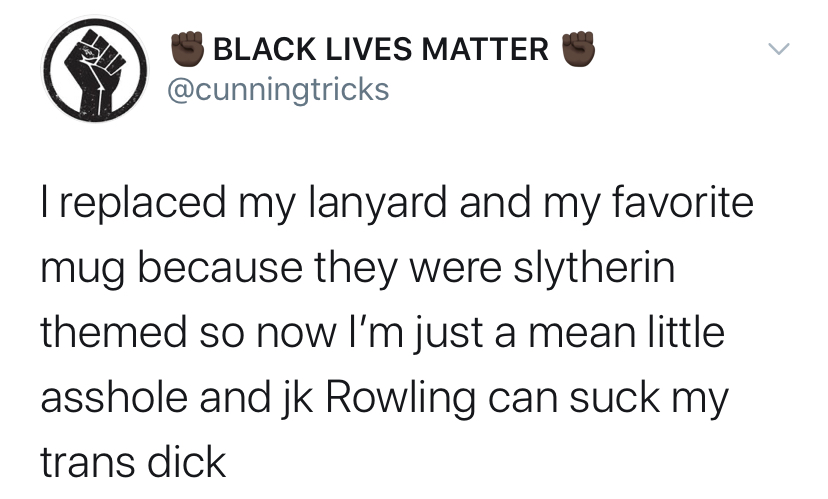 ✊🏿 BLACK LIVES MATTER ✊🏿
@cunningtricks
I replaced my lanyard and my favorite
mug because they were slytherin
themed so now I’m just a mean little
asshole and jk Rowling can suck my
trans dick